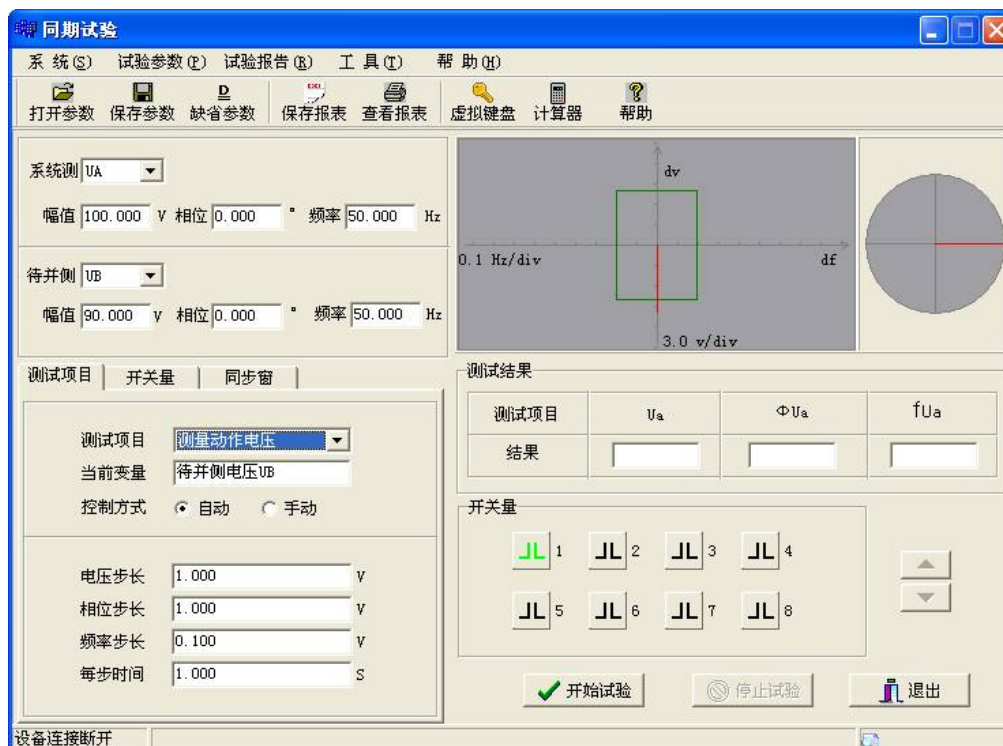 同期试验
系 统(S) 试验参数(P) 试验报告(R) 工 具(T) 帮 助(H)
打开参数 保存参数 缺省参数 保存报表 查看报表 虚拟键盘 计算器 帮助
系统测 UA
幅值 100.000 V 相位 0.000 ° 频率 50.000 Hz
待并侧 UB
幅值 90.000 V 相位 0.000 ° 频率 50.000 Hz
dv
0.1 Hz/div df
3.0 v/div
测试项目 开关量 同步窗
测试项目 测量动作电压
当前变量 待并侧电压UB
控制方式 自动 手动
电压步长 1.000 V
相位步长 1.000 V
频率步长 0.100 V
每步时间 1.000 S
测试结果
测试项目 Ua ΦUa fUa
结果
开关量
1 2 3 4
5 6 7 8
开始试验 停止试验 退出
设备连接断开